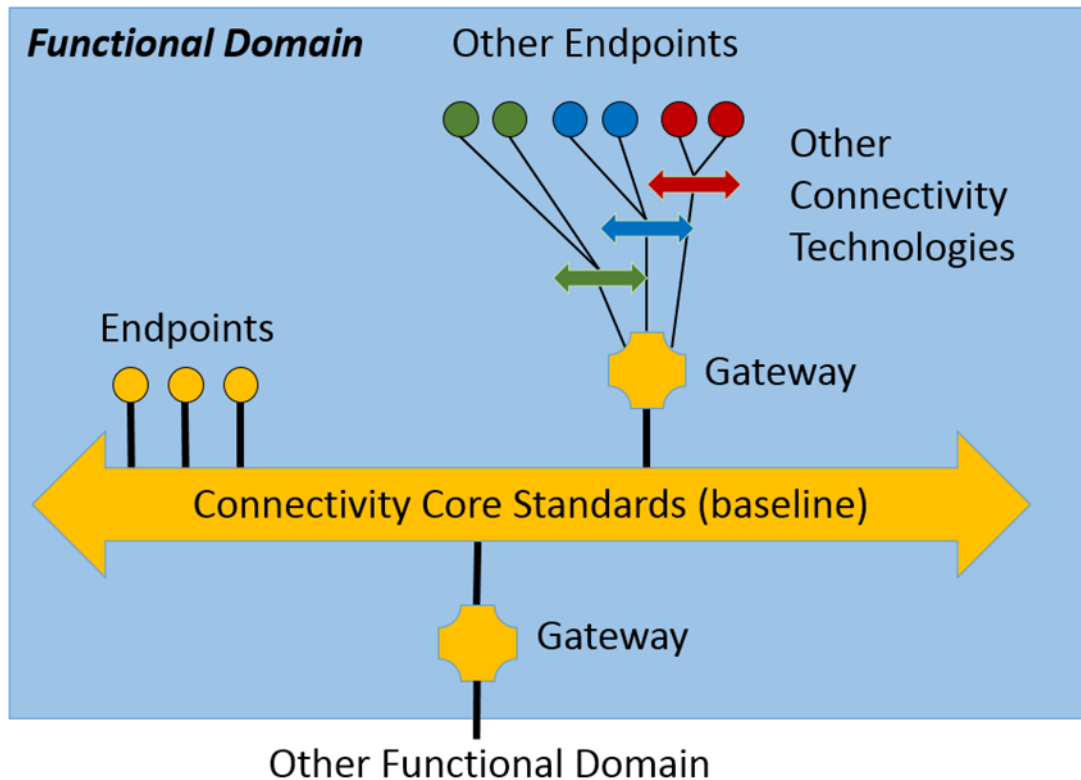 Functional Domain
Other Endpoints
Other
Connectivity
Technologies
Endpoints
Gateway
Connectivity Core Standards (baseline)
Gateway
Other Functional Domain